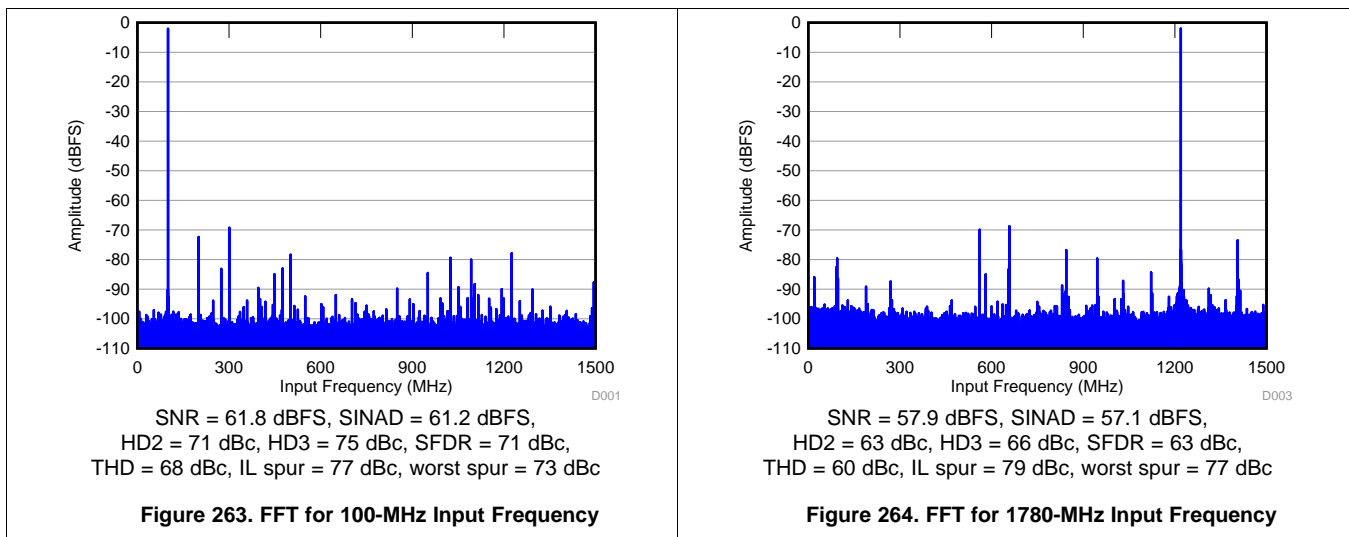 0
-10
-20
-30
-40
-50
-60
-70
-80
-90
-100
-110
Amplitude (dBFS)
0 300 600 900 1200 1500
Input Frequency (MHz)
D001
SNR = 61.8 dBFS, SINAD = 61.2 dBFS,
HD2 = 71 dBc, HD3 = 75 dBc, SFDR = 71 dBc,
THD = 68 dBc, IL spur = 77 dBc, worst spur = 73 dBc
Figure 263. FFT for 100-MHz Input Frequency
0
-10
-20
-30
-40
-50
-60
-70
-80
-90
-100
-110
Amplitude (dBFS)
0 300 600 900 1200 1500
Input Frequency (MHz)
D003
SNR = 57.9 dBFS, SINAD = 57.1 dBFS,
HD2 = 63 dBc, HD3 = 66 dBc, SFDR = 63 dBc,
THD = 60 dBc, IL spur = 79 dBc, worst spur = 77 dBc
Figure 264. FFT for 1780-MHz Input Frequency